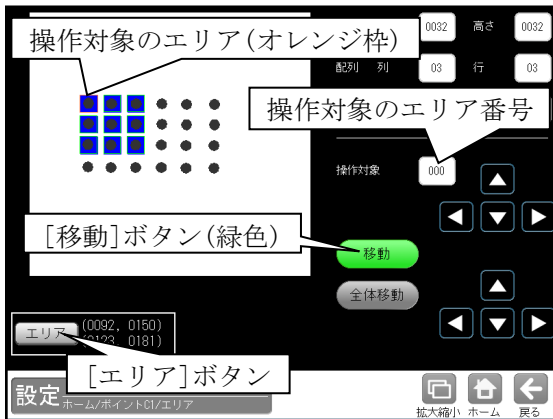 操作対象のエリア(オレンジ枠)
0032 高さ 0032
配列 列 03 行 03
操作対象のエリア番号
操作対象 000
[移動]ボタン(緑色)
移動
全体移動
エリア (0092, 0150)
(0123, 0181)
[エリア]ボタン
設定 ホーム/ポイントC1/エリア
拡大縮小 ホーム 戻る